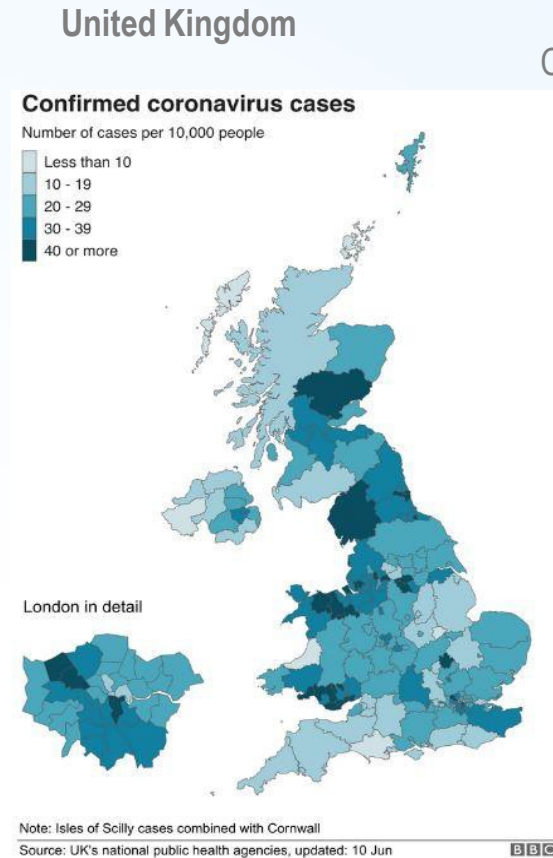 United Kingdom
Confirmed coronavirus cases
Number of cases per 10,000 people
Less than 10
10 - 19
20 - 29
30 - 39
40 or more
London in detail
Note: Isles of Scilly cases combined with Cornwall
Source: UK's national public health agencies, updated: 10 Jun
BBC